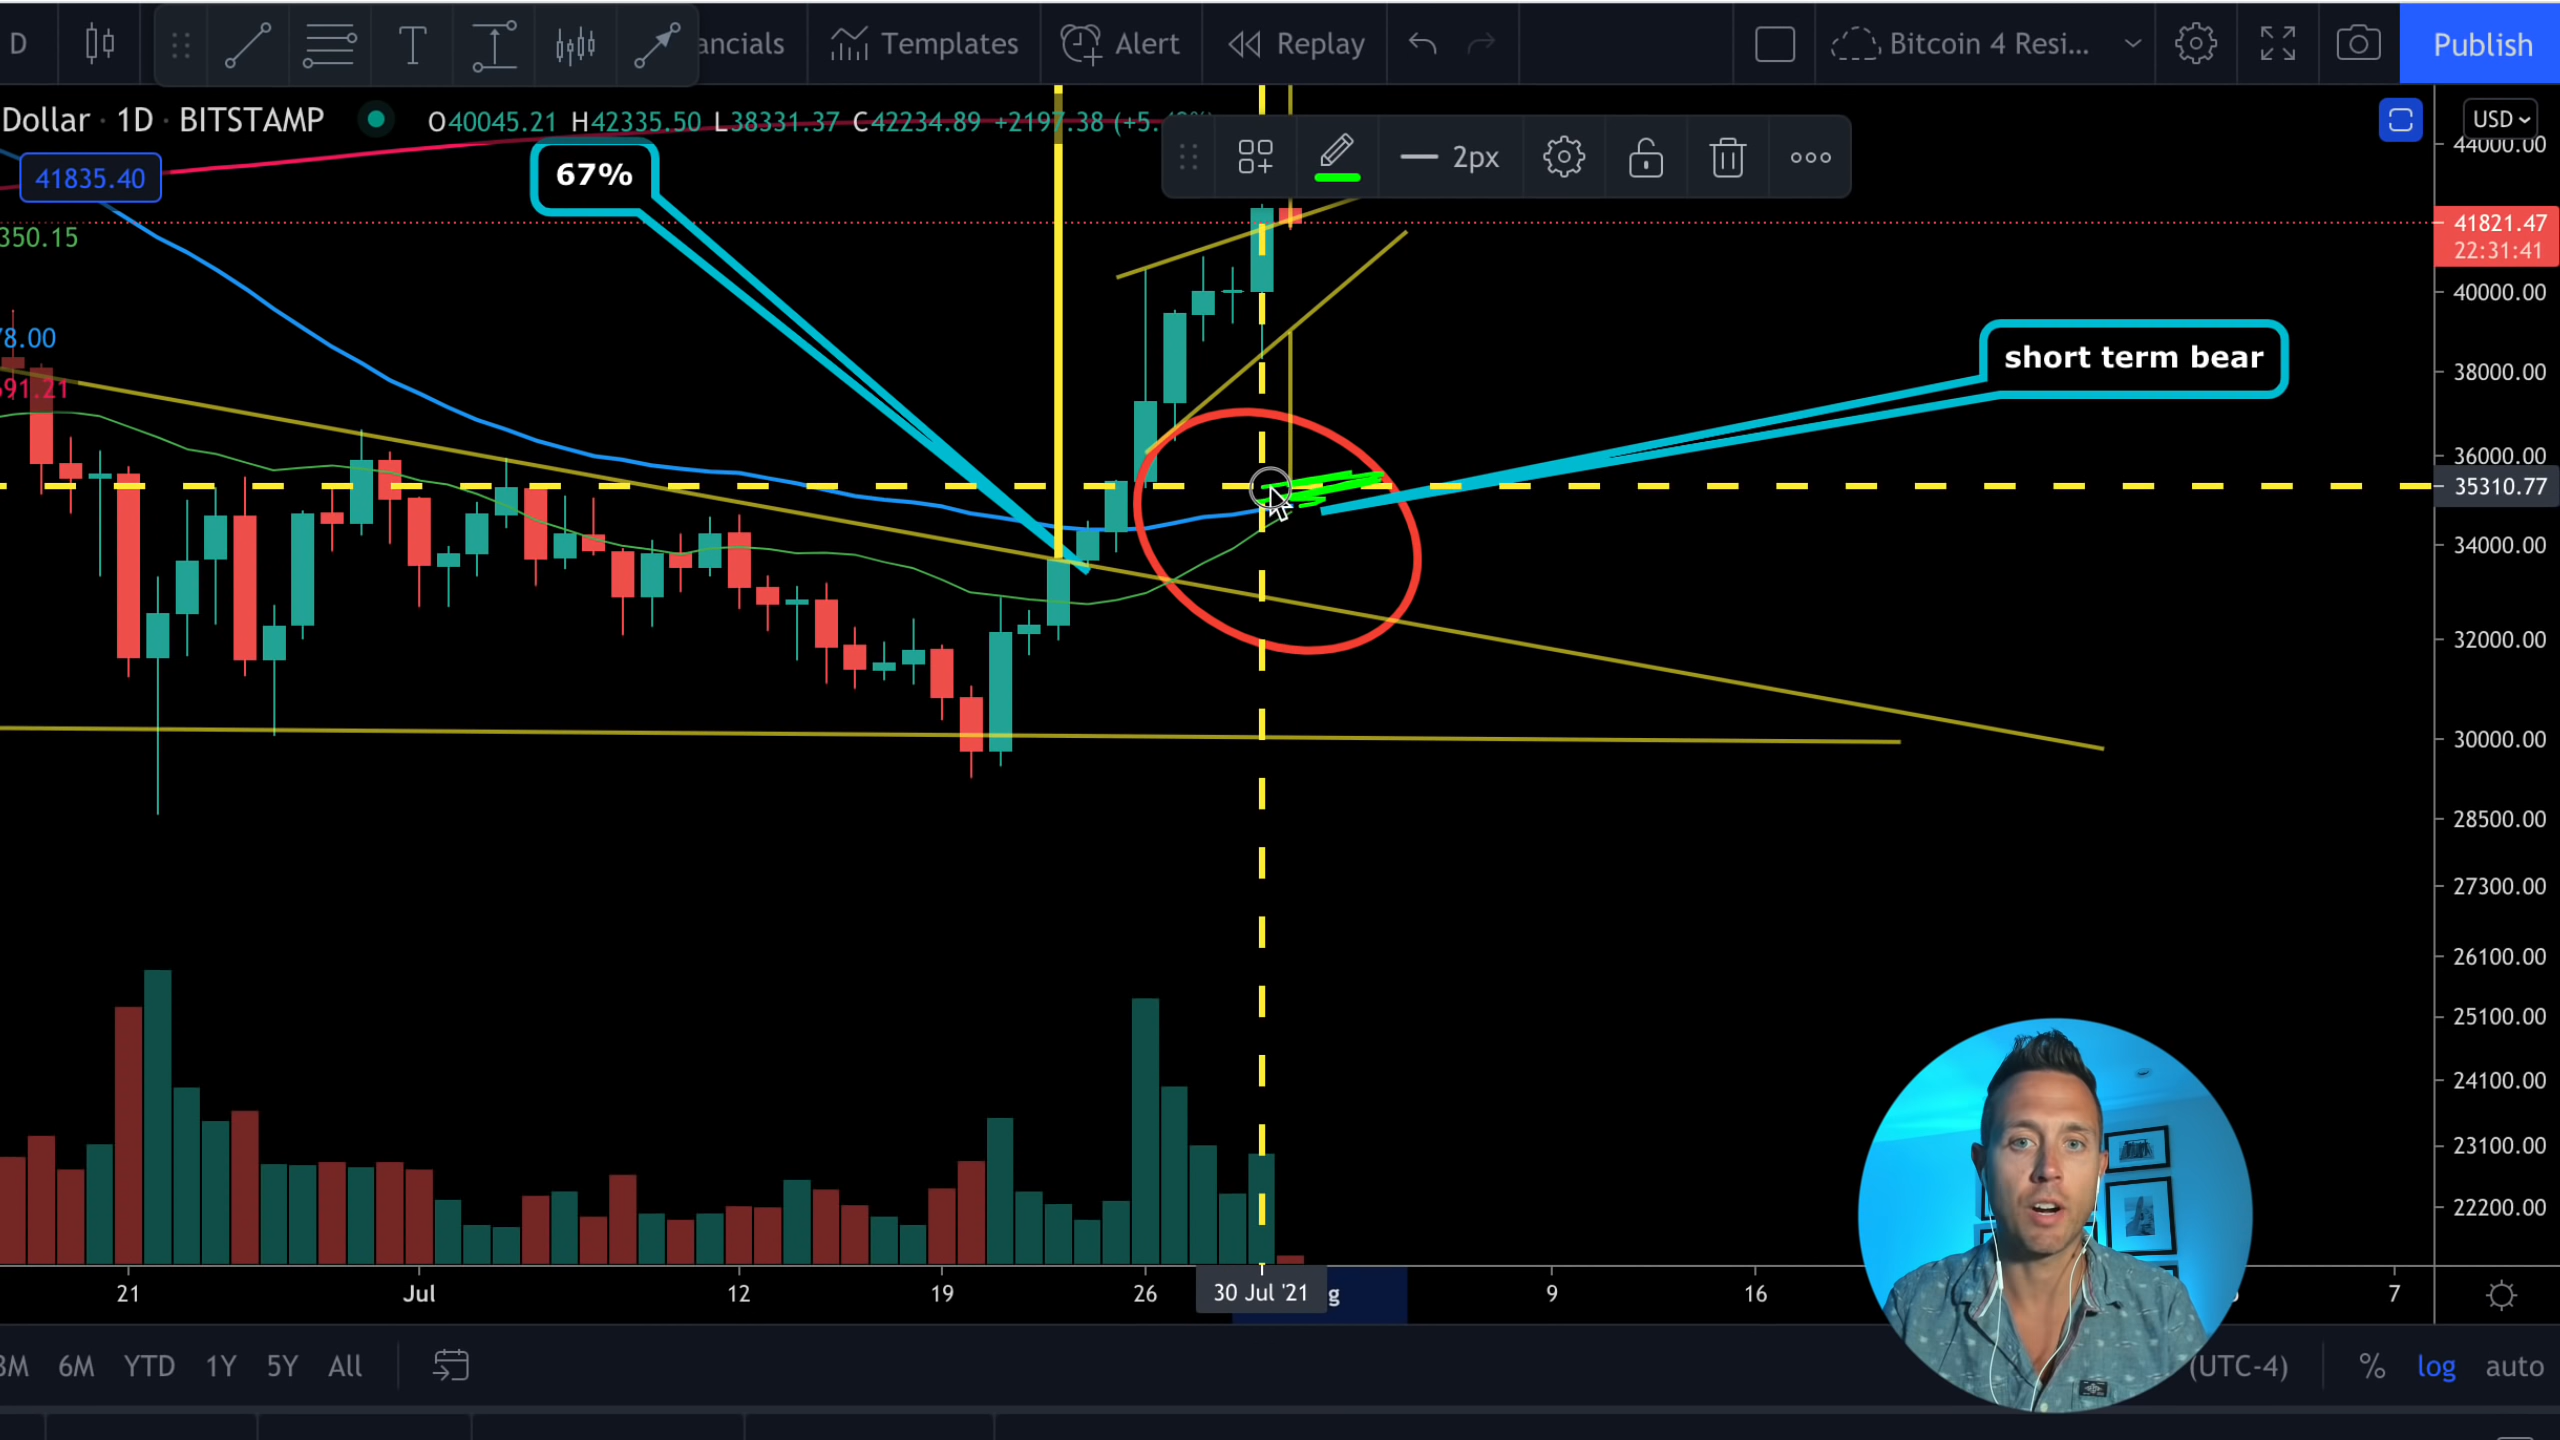 D
T
ancials
Templates
Alert
Replay
Bitcoin 4 Resi...
Publish
Dollar · 1D · BITSTAMP
O40045.21 H42335.50 L38331.37 C42234.89 +2197.38
USD
41835.40
67%
2px
350.15
78.00
short term bear
44000.00
41821.47
22:31:41
40000.00
38000.00
36000.00
35310.77
34000.00
32000.00
30000.00
28500.00
27300.00
26100.00
25100.00
24100.00
23100.00
22200.00
21
Jul
12
19
26
30 Jul '21
g
9
16
7
3M 6M YTD 1Y 5Y All
(UTC-4)
%
log
auto